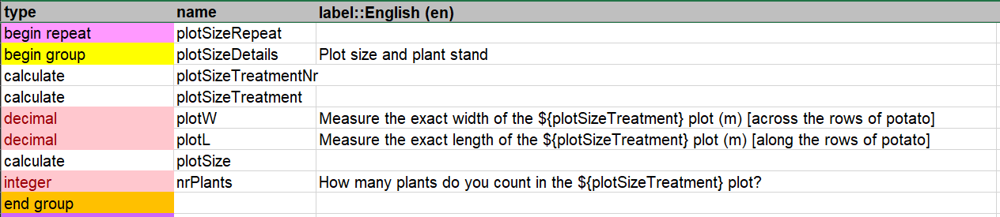 type name label::English (en)
begin repeat plotSizeRepeat
begin group plotSizeDetails Plot size and plant stand
calculate plotSizeTreatmentNr
calculate plotSizeTreatment
decimal plotW Measure the exact width of the ${plotSizeTreatment} plot (m) [across the rows of potato]
decimal plotL Measure the exact length of the ${plotSizeTreatment} plot (m) [along the rows of potato]
calculate plotSize
integer nrPlants How many plants do you count in the ${plotSizeTreatment} plot?
end group